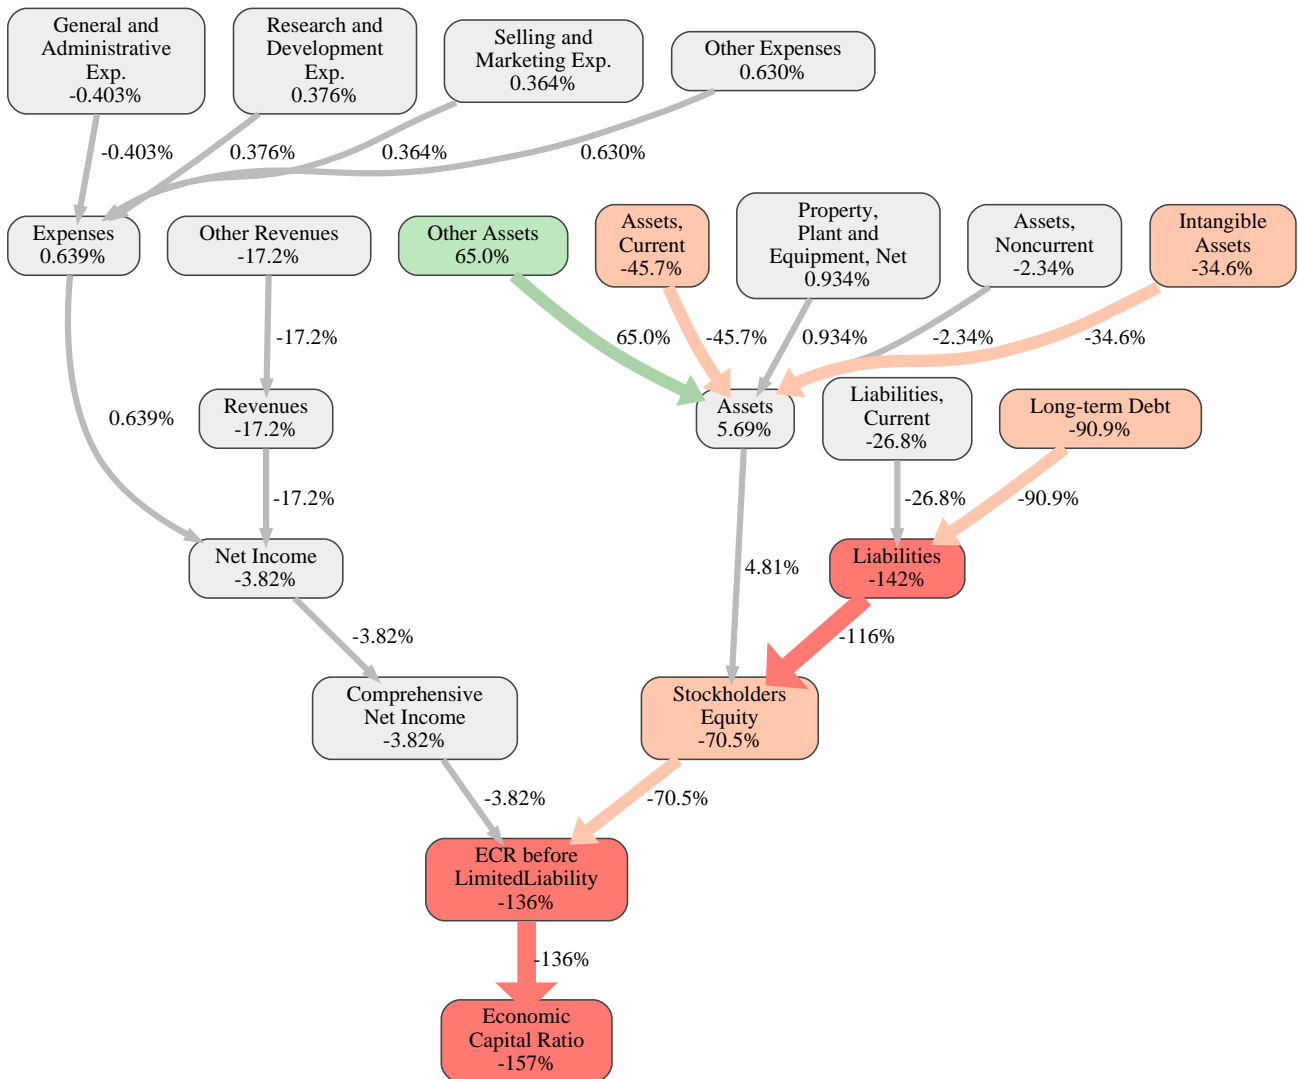 General and
Administrative
Exp.
-0.403%
Research and
Development
Exp.
0.376%
Selling and
Marketing Exp.
0.364%
Other Expenses
0.630%
-0.403%
0.376%
0.364%
0.630%
Expenses
0.639%
Other Revenues
-17.2%
Other Assets
65.0%
Assets,
Current
-45.7%
Property,
Plant and
Equipment, Net
0.934%
Assets,
Noncurrent
-2.34%
Intangible
Assets
-34.6%
-17.2%
65.0%
-45.7%
0.934%
-2.34%
-34.6%
0.639%
Revenues
-17.2%
Assets
5.69%
Liabilities,
Current
-26.8%
Long-term Debt
-90.9%
-17.2%
-26.8%
-90.9%
Net Income
-3.82%
4.81%
Liabilities
-142%
-3.82%
-116%
Comprehensive
Net Income
-3.82%
Stockholders
Equity
-70.5%
-3.82%
-70.5%
ECR before
LimitedLiability
-136%
-136%
Economic
Capital Ratio
-157%